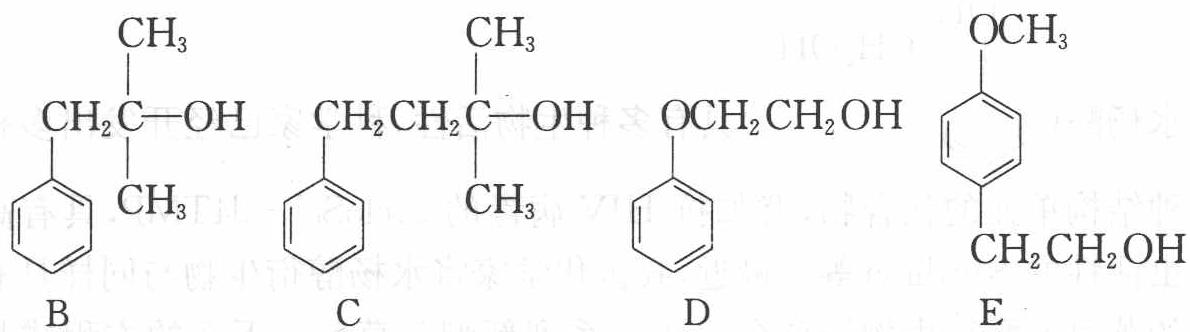 CH₃ CH₃ OCH₃
CH₂C—OH CH₂CH₂C—OH OCH₂CH₂OH
CH₃ CH₃
CH₂CH₂OH
B C D E